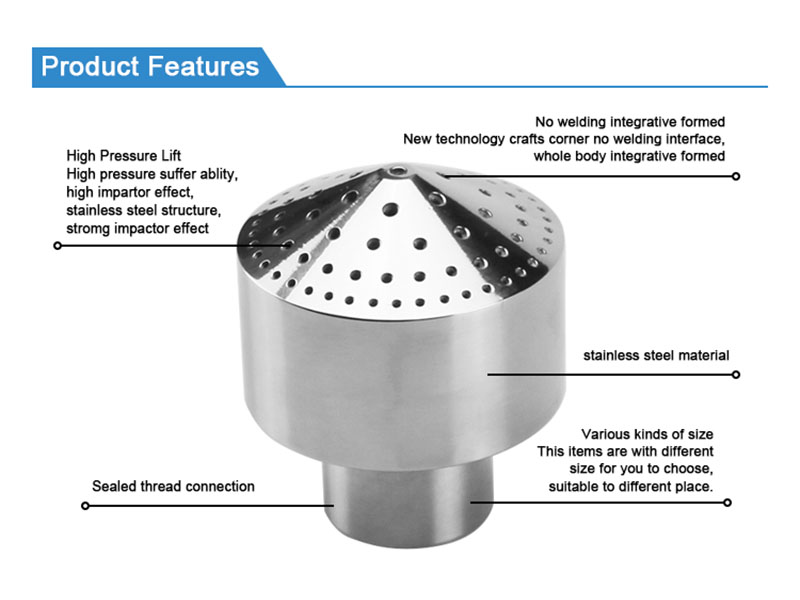 Product Features
No welding integrative formed
New technology crafts corner no welding interface,
whole body integrative formed
High Pressure Lift
High pressure suffer ablity,
high impartor effect,
stainless steel structure,
stromg impactor effect
stainless steel material
Various kinds of size
This items are with different
size for you to choose,
suitable to different place.
Sealed thread connection